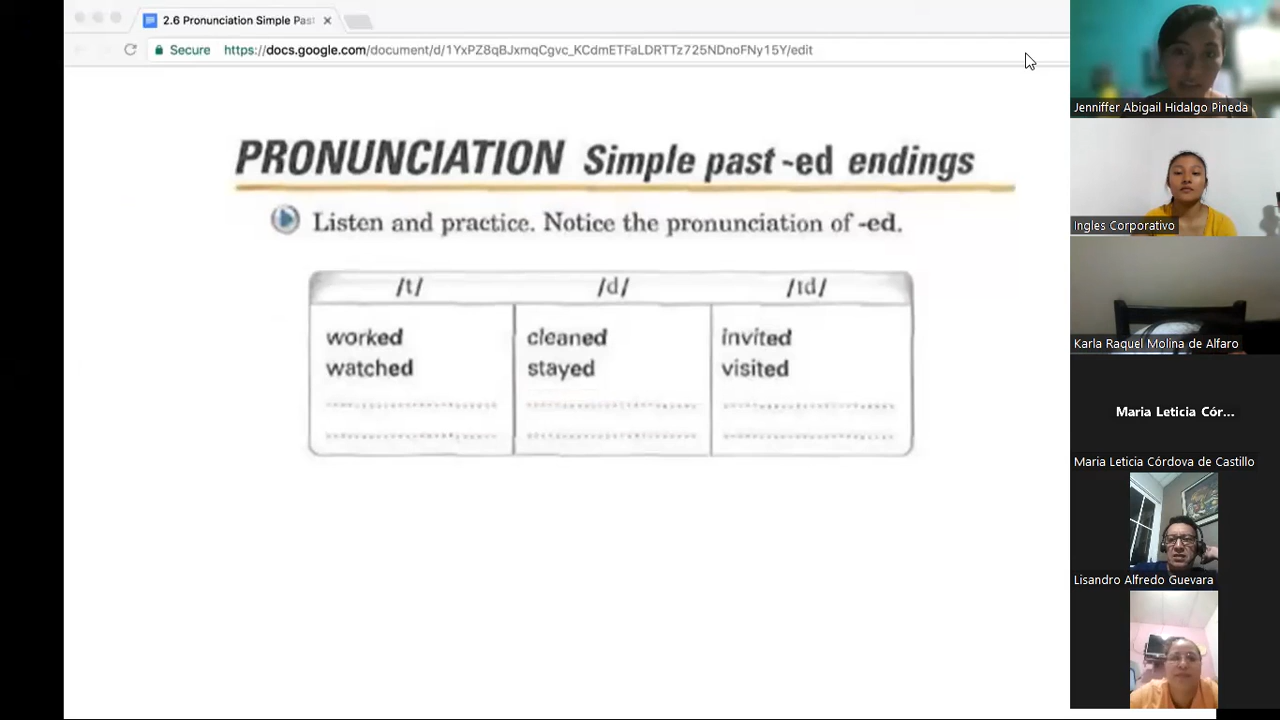 2.6 Pronunciation Simple Pas
Secure https://docs.google.com/document/d/1YxPZ8qBJxmqCgvc_KCdmETFaLDRTTz725NDnoFNy15Y/edit
PRONUNCIATION Simple past -ed endings
Listen and practice. Notice the pronunciation of -ed.
/t/ /d/ /ɪd/
worked cleaned invited
watched stayed visited
Jenniffer Abigail Hidalgo Pineda
Ingles Corporativo
Karla Raquel Molina de Alfaro
Maria Leticia Cór...
Maria Leticia Córdova de Castillo
Lisandro Alfredo Guevara